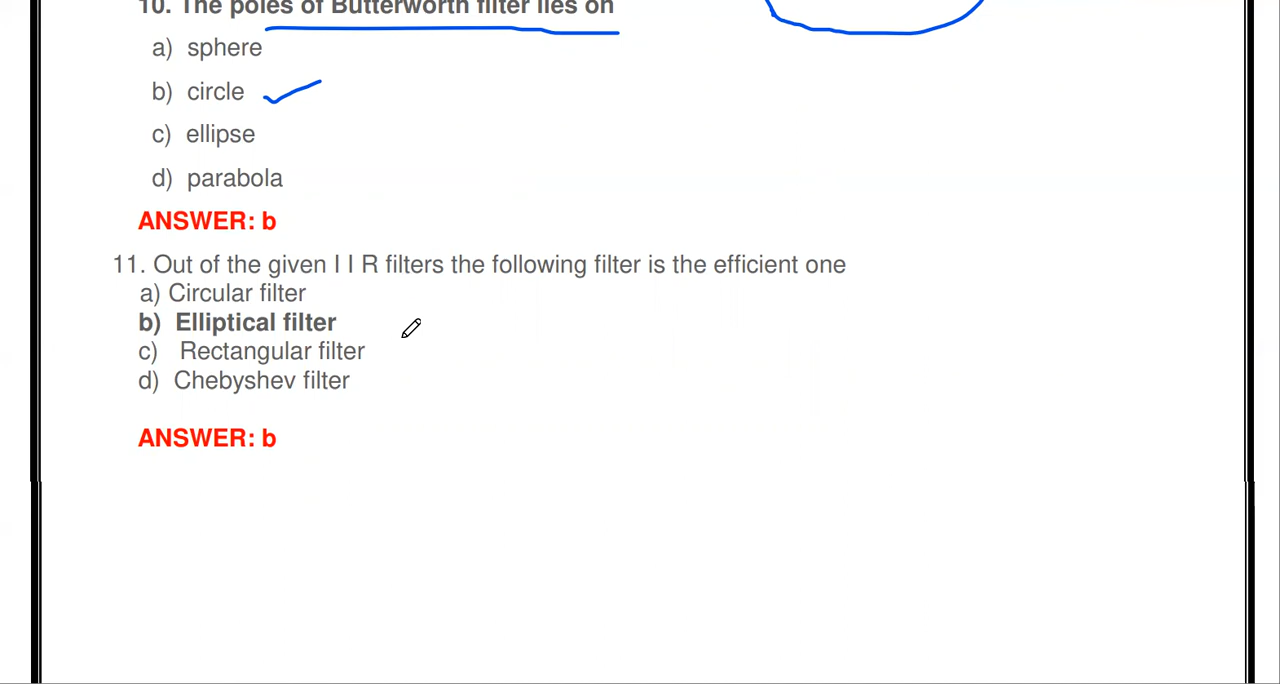 10. The poles of Butterworth filter lies on
a) sphere
b) circle
c) ellipse
d) parabola
ANSWER: b
11. Out of the given I I R filters the following filter is the efficient one
a) Circular filter
b) Elliptical filter
c) Rectangular filter
d) Chebyshev filter
ANSWER: b